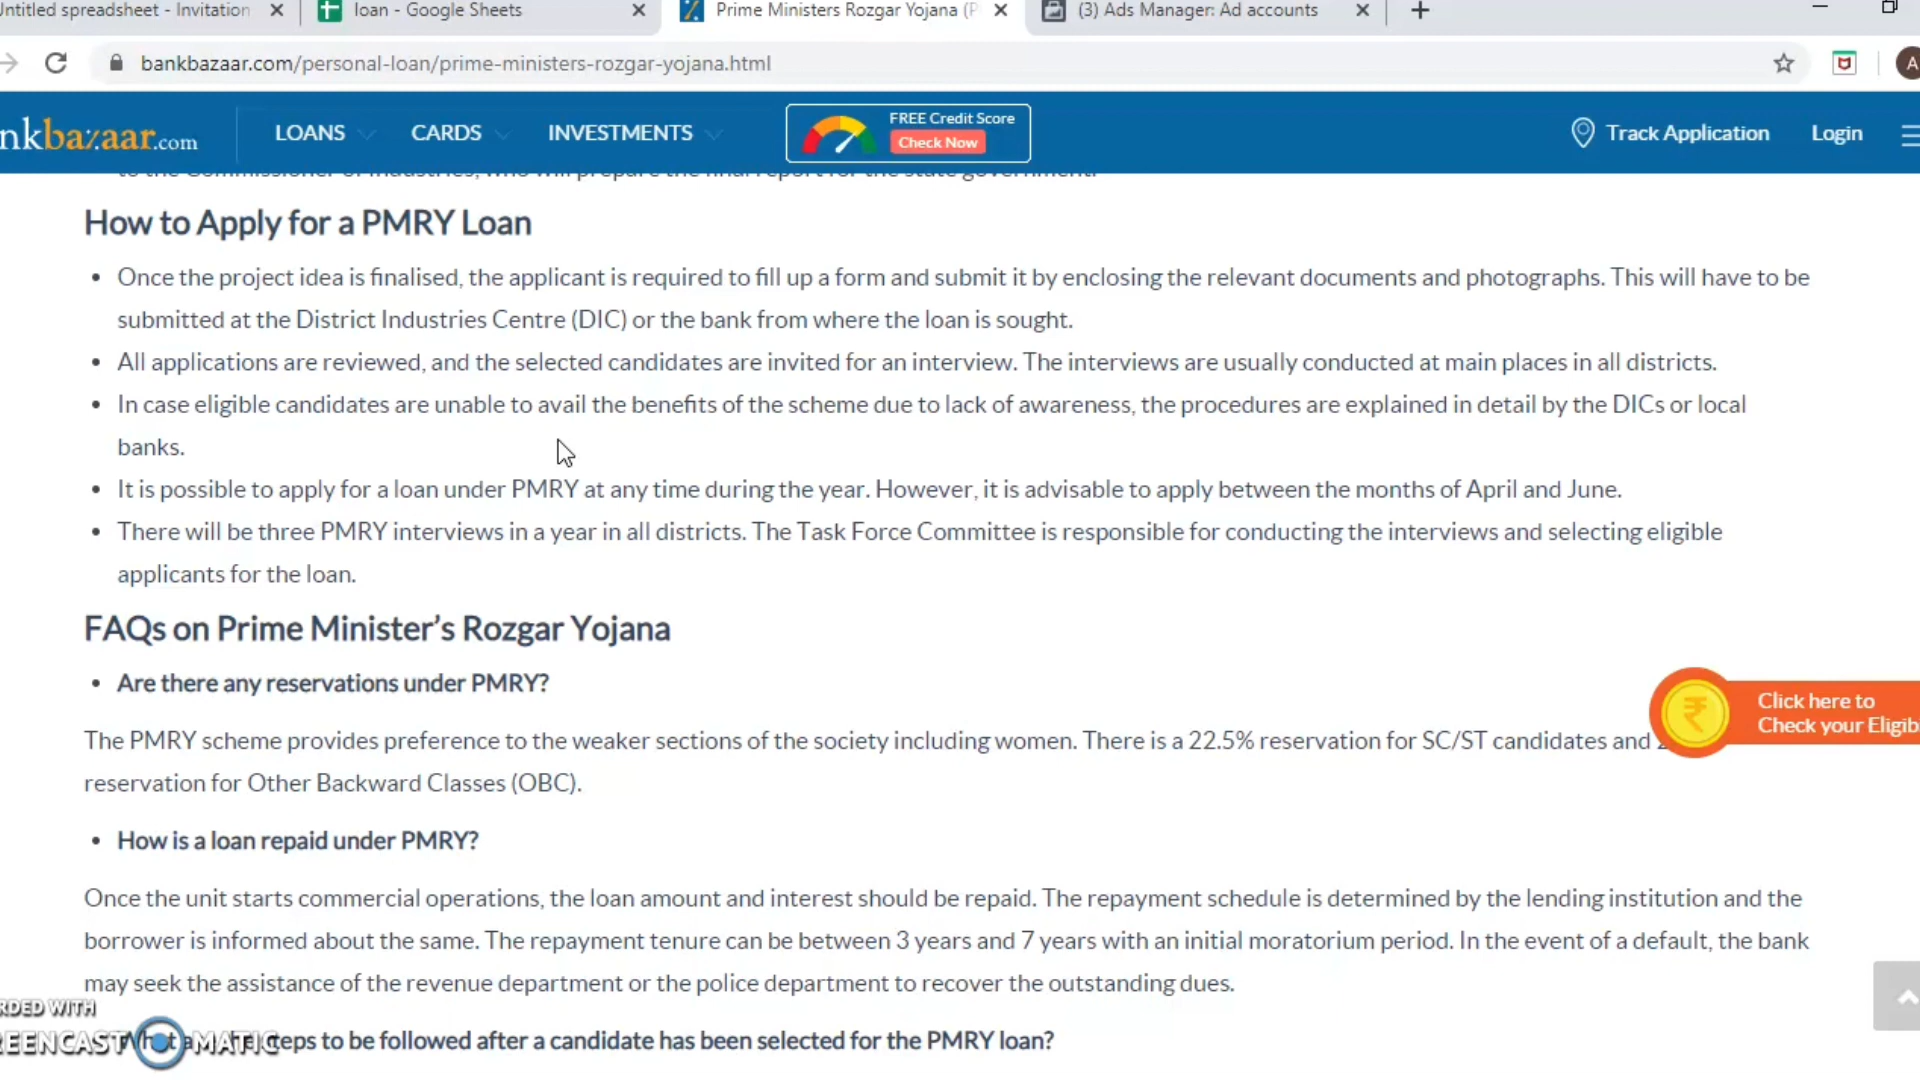 ntitled spreadsheet - Invitation
loan - Google Sheets
Prime Ministers Rozgar Yojana (P
(3) Ads Manager: Ad accounts
bankbazaar.com/personal-loan/prime-ministers-rozgar-yojana.html
A
nkbazaar.com
LOANS
CARDS
INVESTMENTS
FREE Credit Score
Check Now
Track Application
Login
to the Commissioner of Industries, who will prepare the final report for the state government.
How to Apply for a PMRY Loan
• Once the project idea is finalised, the applicant is required to fill up a form and submit it by enclosing the relevant documents and photographs. This will have to be
submitted at the District Industries Centre (DIC) or the bank from where the loan is sought.
• All applications are reviewed, and the selected candidates are invited for an interview. The interviews are usually conducted at main places in all districts.
• In case eligible candidates are unable to avail the benefits of the scheme due to lack of awareness, the procedures are explained in detail by the DICs or local
banks.
• It is possible to apply for a loan under PMRY at any time during the year. However, it is advisable to apply between the months of April and June.
• There will be three PMRY interviews in a year in all districts. The Task Force Committee is responsible for conducting the interviews and selecting eligible
applicants for the loan.
FAQs on Prime Minister's Rozgar Yojana
• Are there any reservations under PMRY?
Click here to
Check your Eligib
The PMRY scheme provides preference to the weaker sections of the society including women. There is a 22.5% reservation for SC/ST candidates and
reservation for Other Backward Classes (OBC).
• How is a loan repaid under PMRY?
Once the unit starts commercial operations, the loan amount and interest should be repaid. The repayment schedule is determined by the lending institution and the
borrower is informed about the same. The repayment tenure can be between 3 years and 7 years with an initial moratorium period. In the event of a default, the bank
may seek the assistance of the revenue department or the police department to recover the outstanding dues.
RDED WITH
REENCAST MATIC
teps to be followed after a candidate has been selected for the PMRY loan?